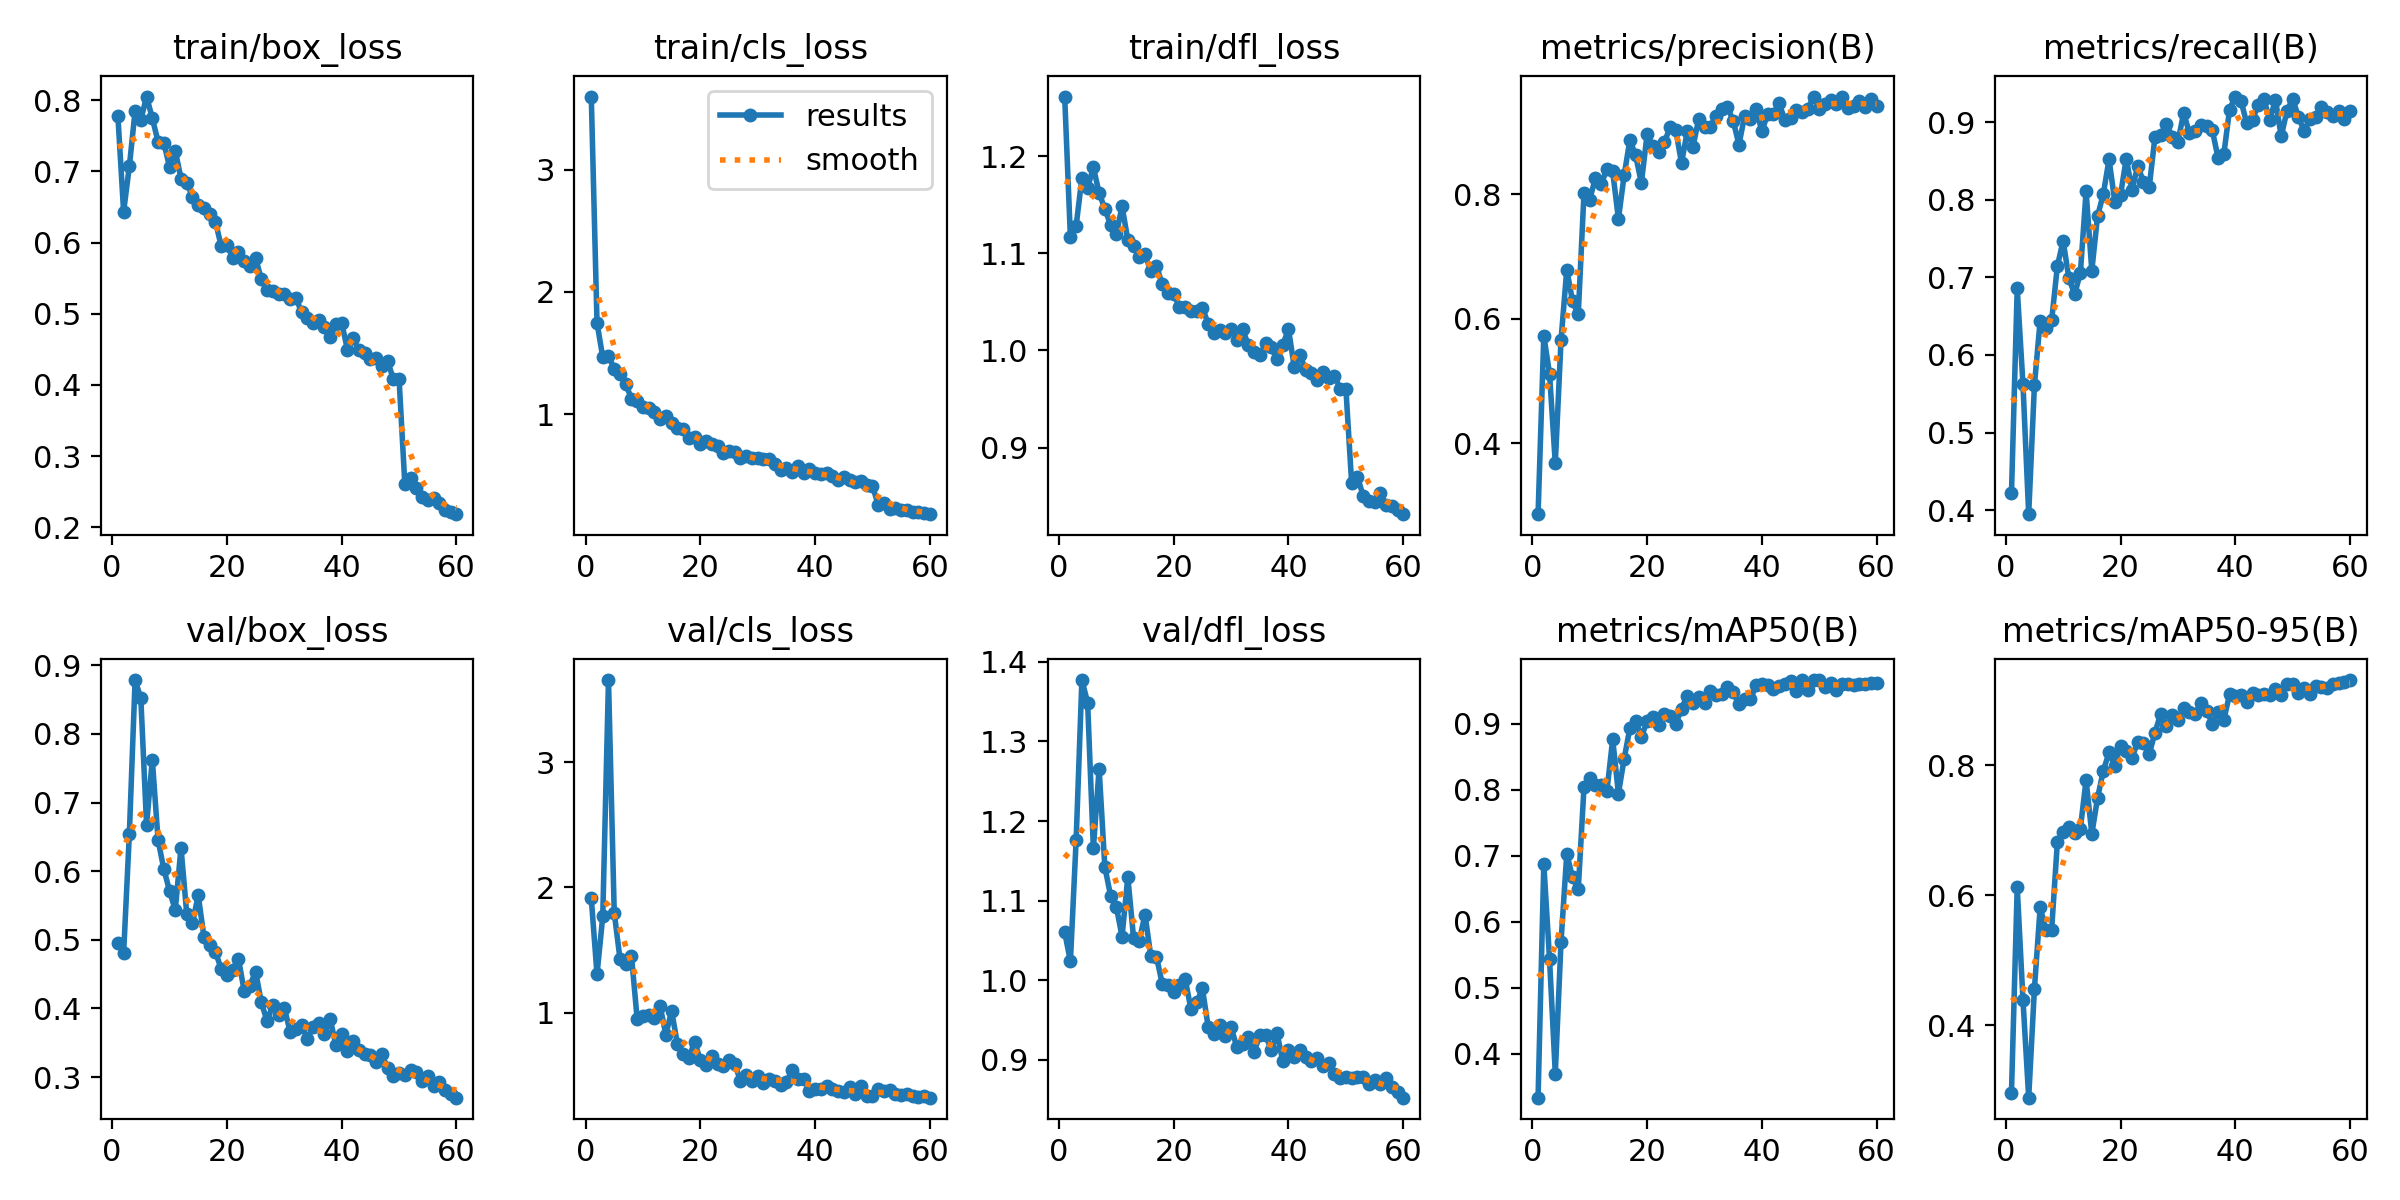 train/box_loss
0.8
0.7
0.6
0.5
0.4
0.3
0.2
0 20 40 60
train/cls_loss
results
smooth
3
2
1
0 20 40 60
train/dfl_loss
1.2
1.1
1.0
0.9
0 20 40 60
metrics/precision(B)
0.8
0.6
0.4
0 20 40 60
metrics/recall(B)
0.9
0.8
0.7
0.6
0.5
0.4
0 20 40 60
val/box_loss
0.9
0.8
0.7
0.6
0.5
0.4
0.3
0 20 40 60
val/cls_loss
3
2
1
0 20 40 60
val/dfl_loss
1.4
1.3
1.2
1.1
1.0
0.9
0 20 40 60
metrics/mAP50(B)
0.9
0.8
0.7
0.6
0.5
0.4
0 20 40 60
metrics/mAP50-95(B)
0.8
0.6
0.4
0 20 40 60